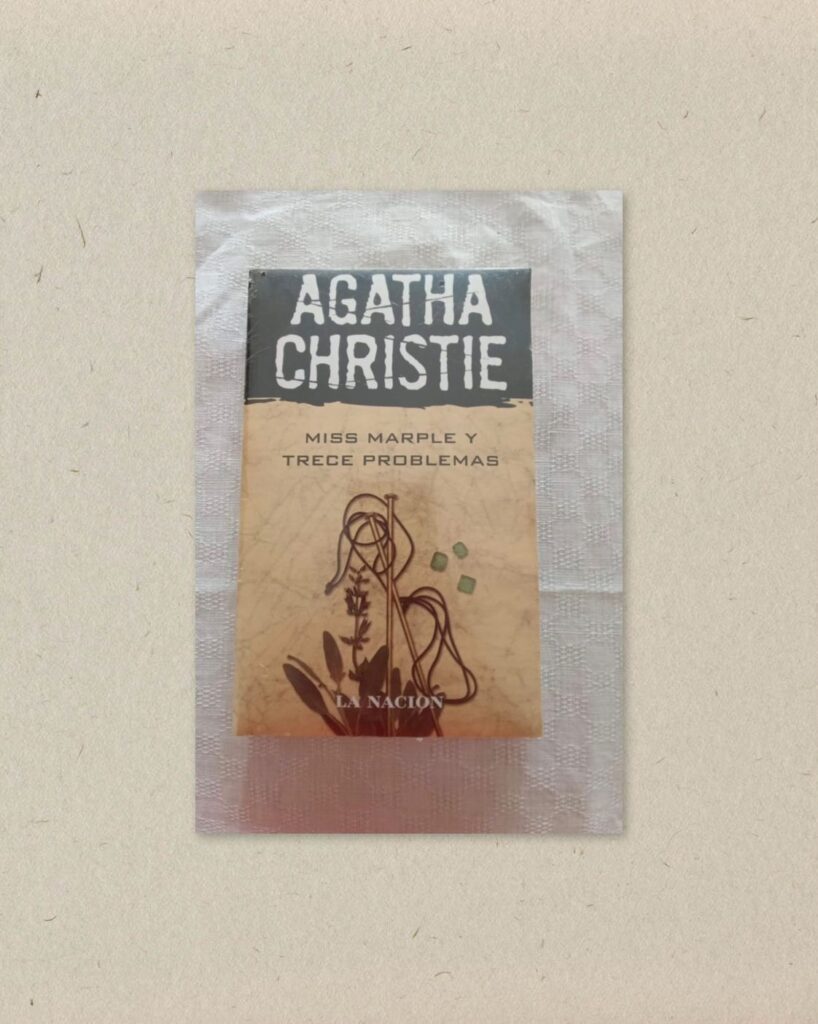 AGATHA
CHRISTIE
MISS MARPLE Y
TRECE PROBLEMAS
LA NACION